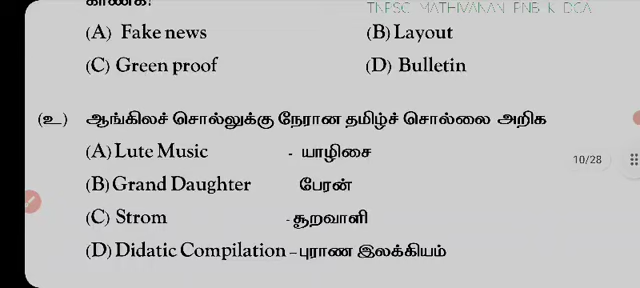 TNPSC MATHIVANAN PNB K DGA
(A) Fake news (B) Layout
(C) Green proof (D) Bulletin
(உ) ஆங்கிலச் சொல்லுக்கு நேரான தமிழ்ச் சொல்லை அறிக
(A) Lute Music - யாழிசை
10/28
(B) Grand Daughter பேரன்
(C) Strom - சூறவாளி
(D) Didatic Compilation – புராண இலக்கியம்